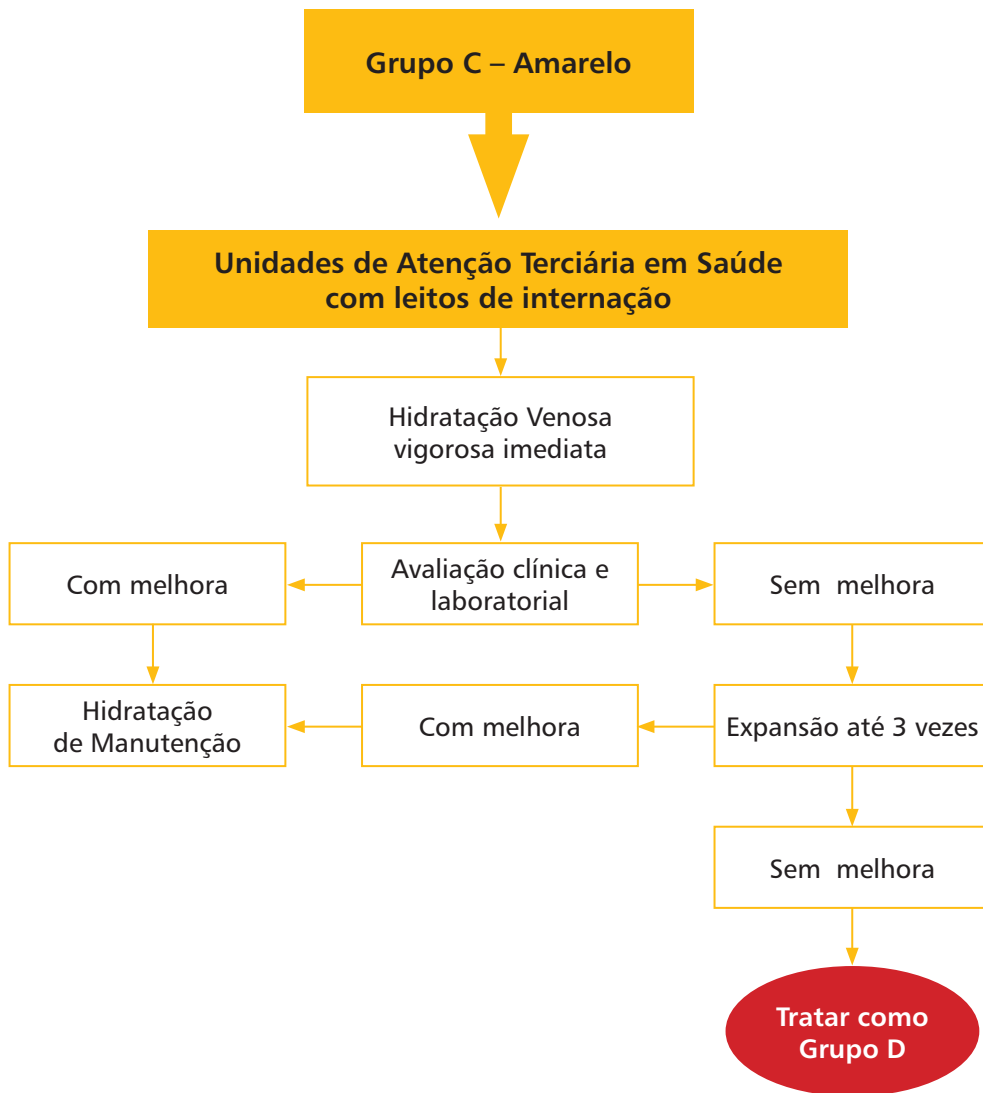 Grupo C – Amarelo
Unidades de Atenção Terciária em Saúde
com leitos de internação
Hidratação Venosa
vigorosa imediata
Com melhora
Avaliação clínica e
laboratorial
Sem melhora
Hidratação
de Manutenção
Com melhora
Expansão até 3 vezes
Sem melhora
Tratar como
Grupo D